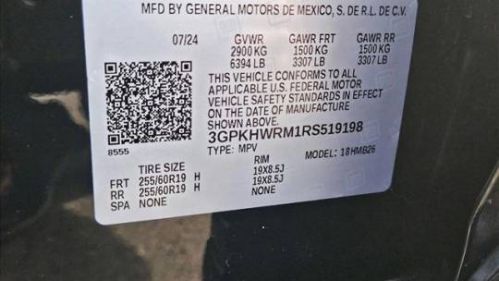 MFD BY GENERAL MOTORS DE MEXICO, S. DE R.L. DE C.V.
07/24 GVWR GAWR FRT GAWR RR
2900 KG 1500 KG 1500 KG
6394 LB 3307 LB 3307 LB
THIS VEHICLE CONFORMS TO ALL
APPLICABLE U.S. FEDERAL MOTOR
VEHICLE SAFETY STANDARDS IN EFFECT
ON THE DATE OF MANUFACTURE
SHOWN ABOVE.
3GPKHWRM1RS519198
8555 TYPE: MPV MODEL: 18HMB26
TIRE SIZE RIM
FRT 255/60R19 H 19X8.5J
RR 255/60R19 H 19X8.5J
SPA NONE NONE